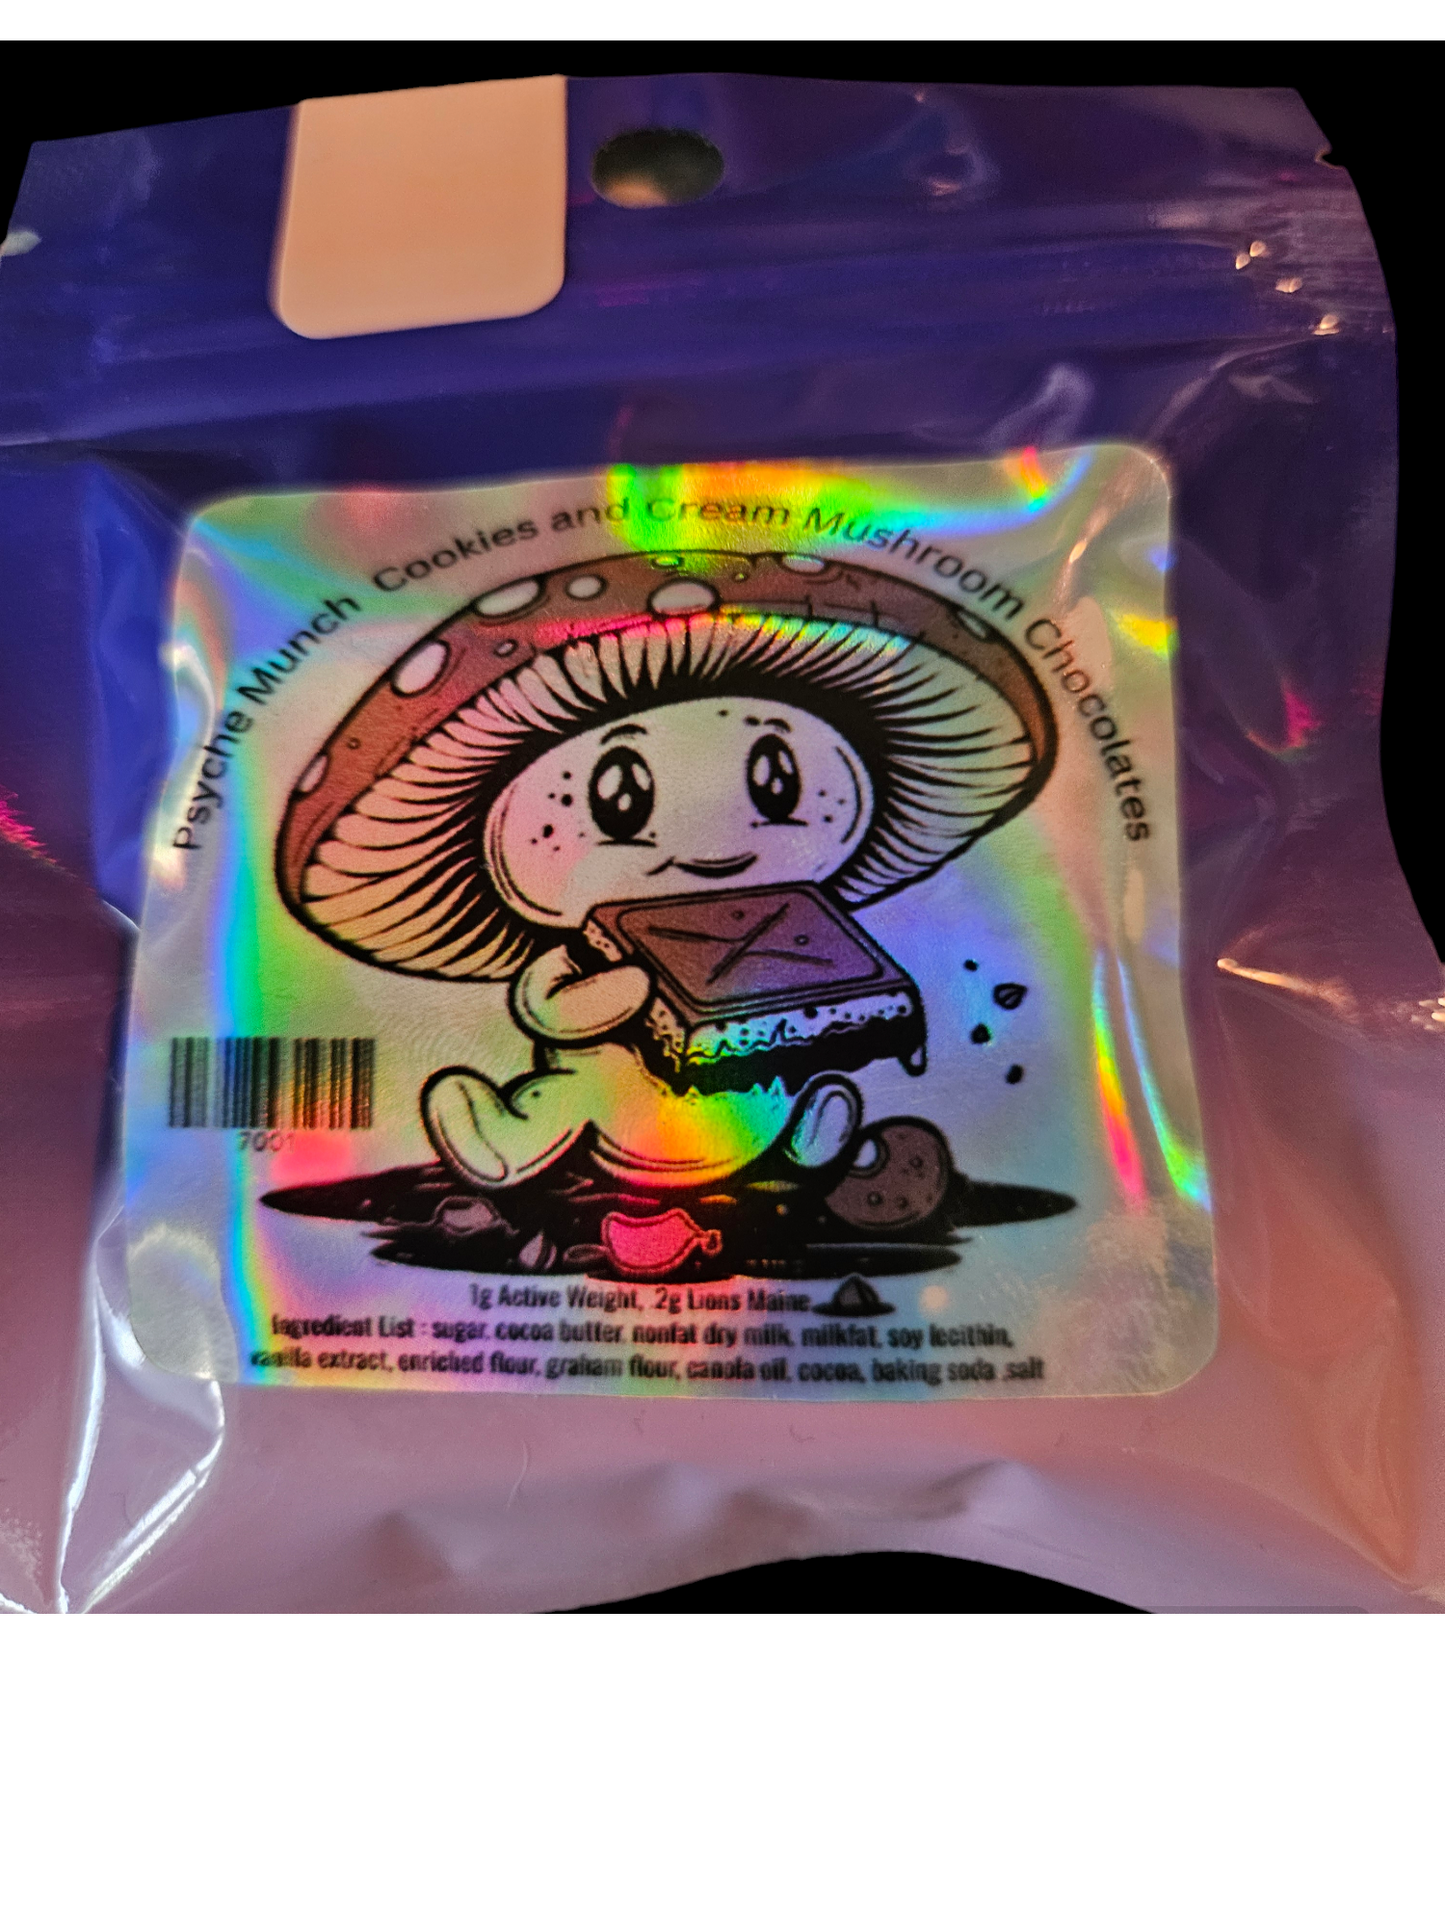 Psyche Munch Cookies and Cream Mushroom Chocolates
7001
1g Active Weight, .2g Lions Maine
Ingredient List : sugar, cocoa butter, nonfat dry milk, milkfat, soy lecithin,
vanilla extract, enriched flour, graham flour, canola oil, cocoa, baking soda ,salt